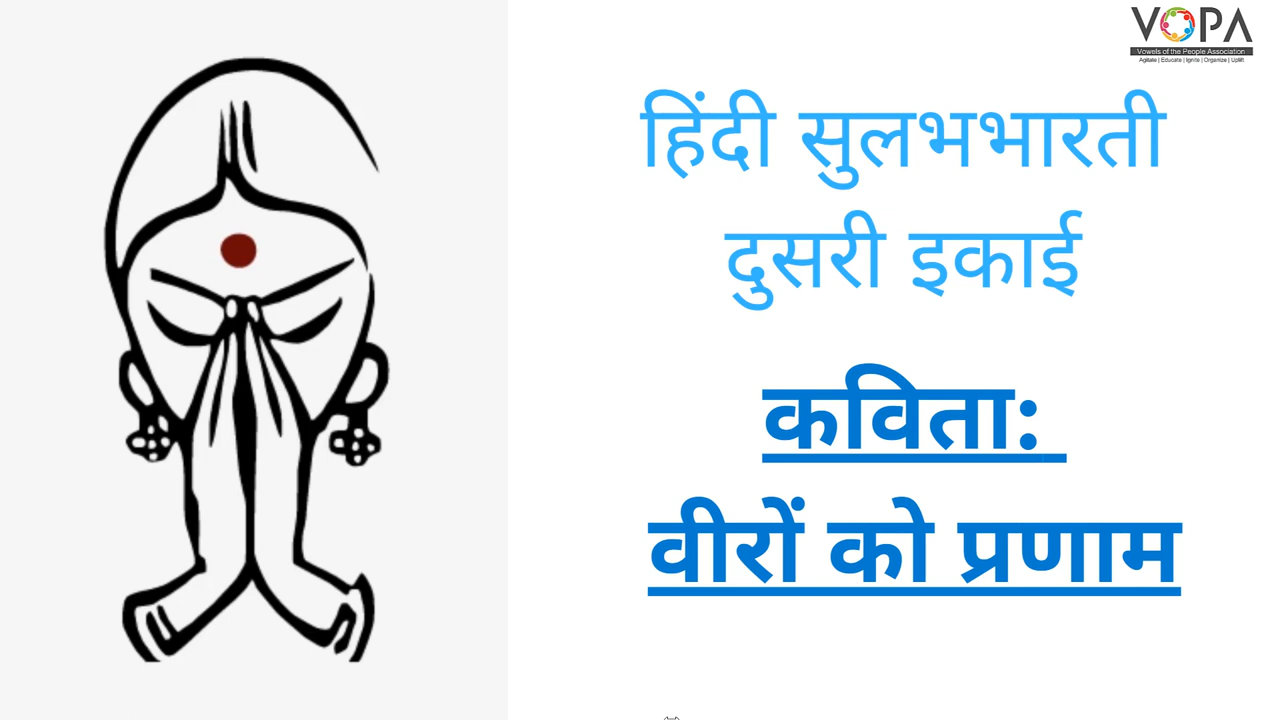 VOPA
Vowels of the People Association
Agitate | Educate | Ignite | Organize | Uplift
हिंदी सुलभभारती
दुसरी इकाई
कविता:
वीरों को प्रणाम